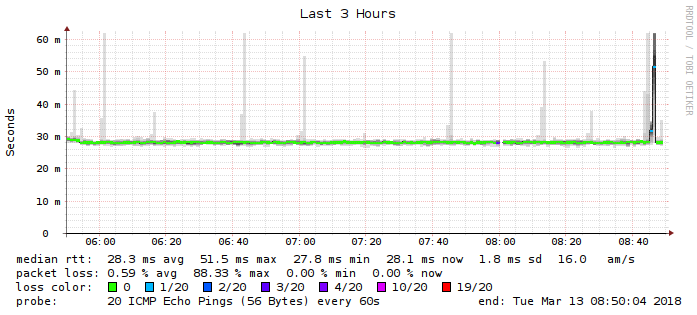 Last 3 Hours
RRDTOOL / TOBI OETIKER
Seconds
60 m
50 m
40 m
30 m
20 m
10 m
0
06:00 06:20 06:40 07:00 07:20 07:40 08:00 08:20 08:40
median rtt: 28.3 ms avg 51.5 ms max 27.8 ms min 28.1 ms now 1.8 ms sd 16.0 am/s
packet loss: 0.59 % avg 88.33 % max 0.00 % min 0.00 % now
loss color: 0 1/20 2/20 3/20 4/20 10/20 19/20
probe: 20 ICMP Echo Pings (56 Bytes) every 60s end: Tue Mar 13 08:50:04 2018